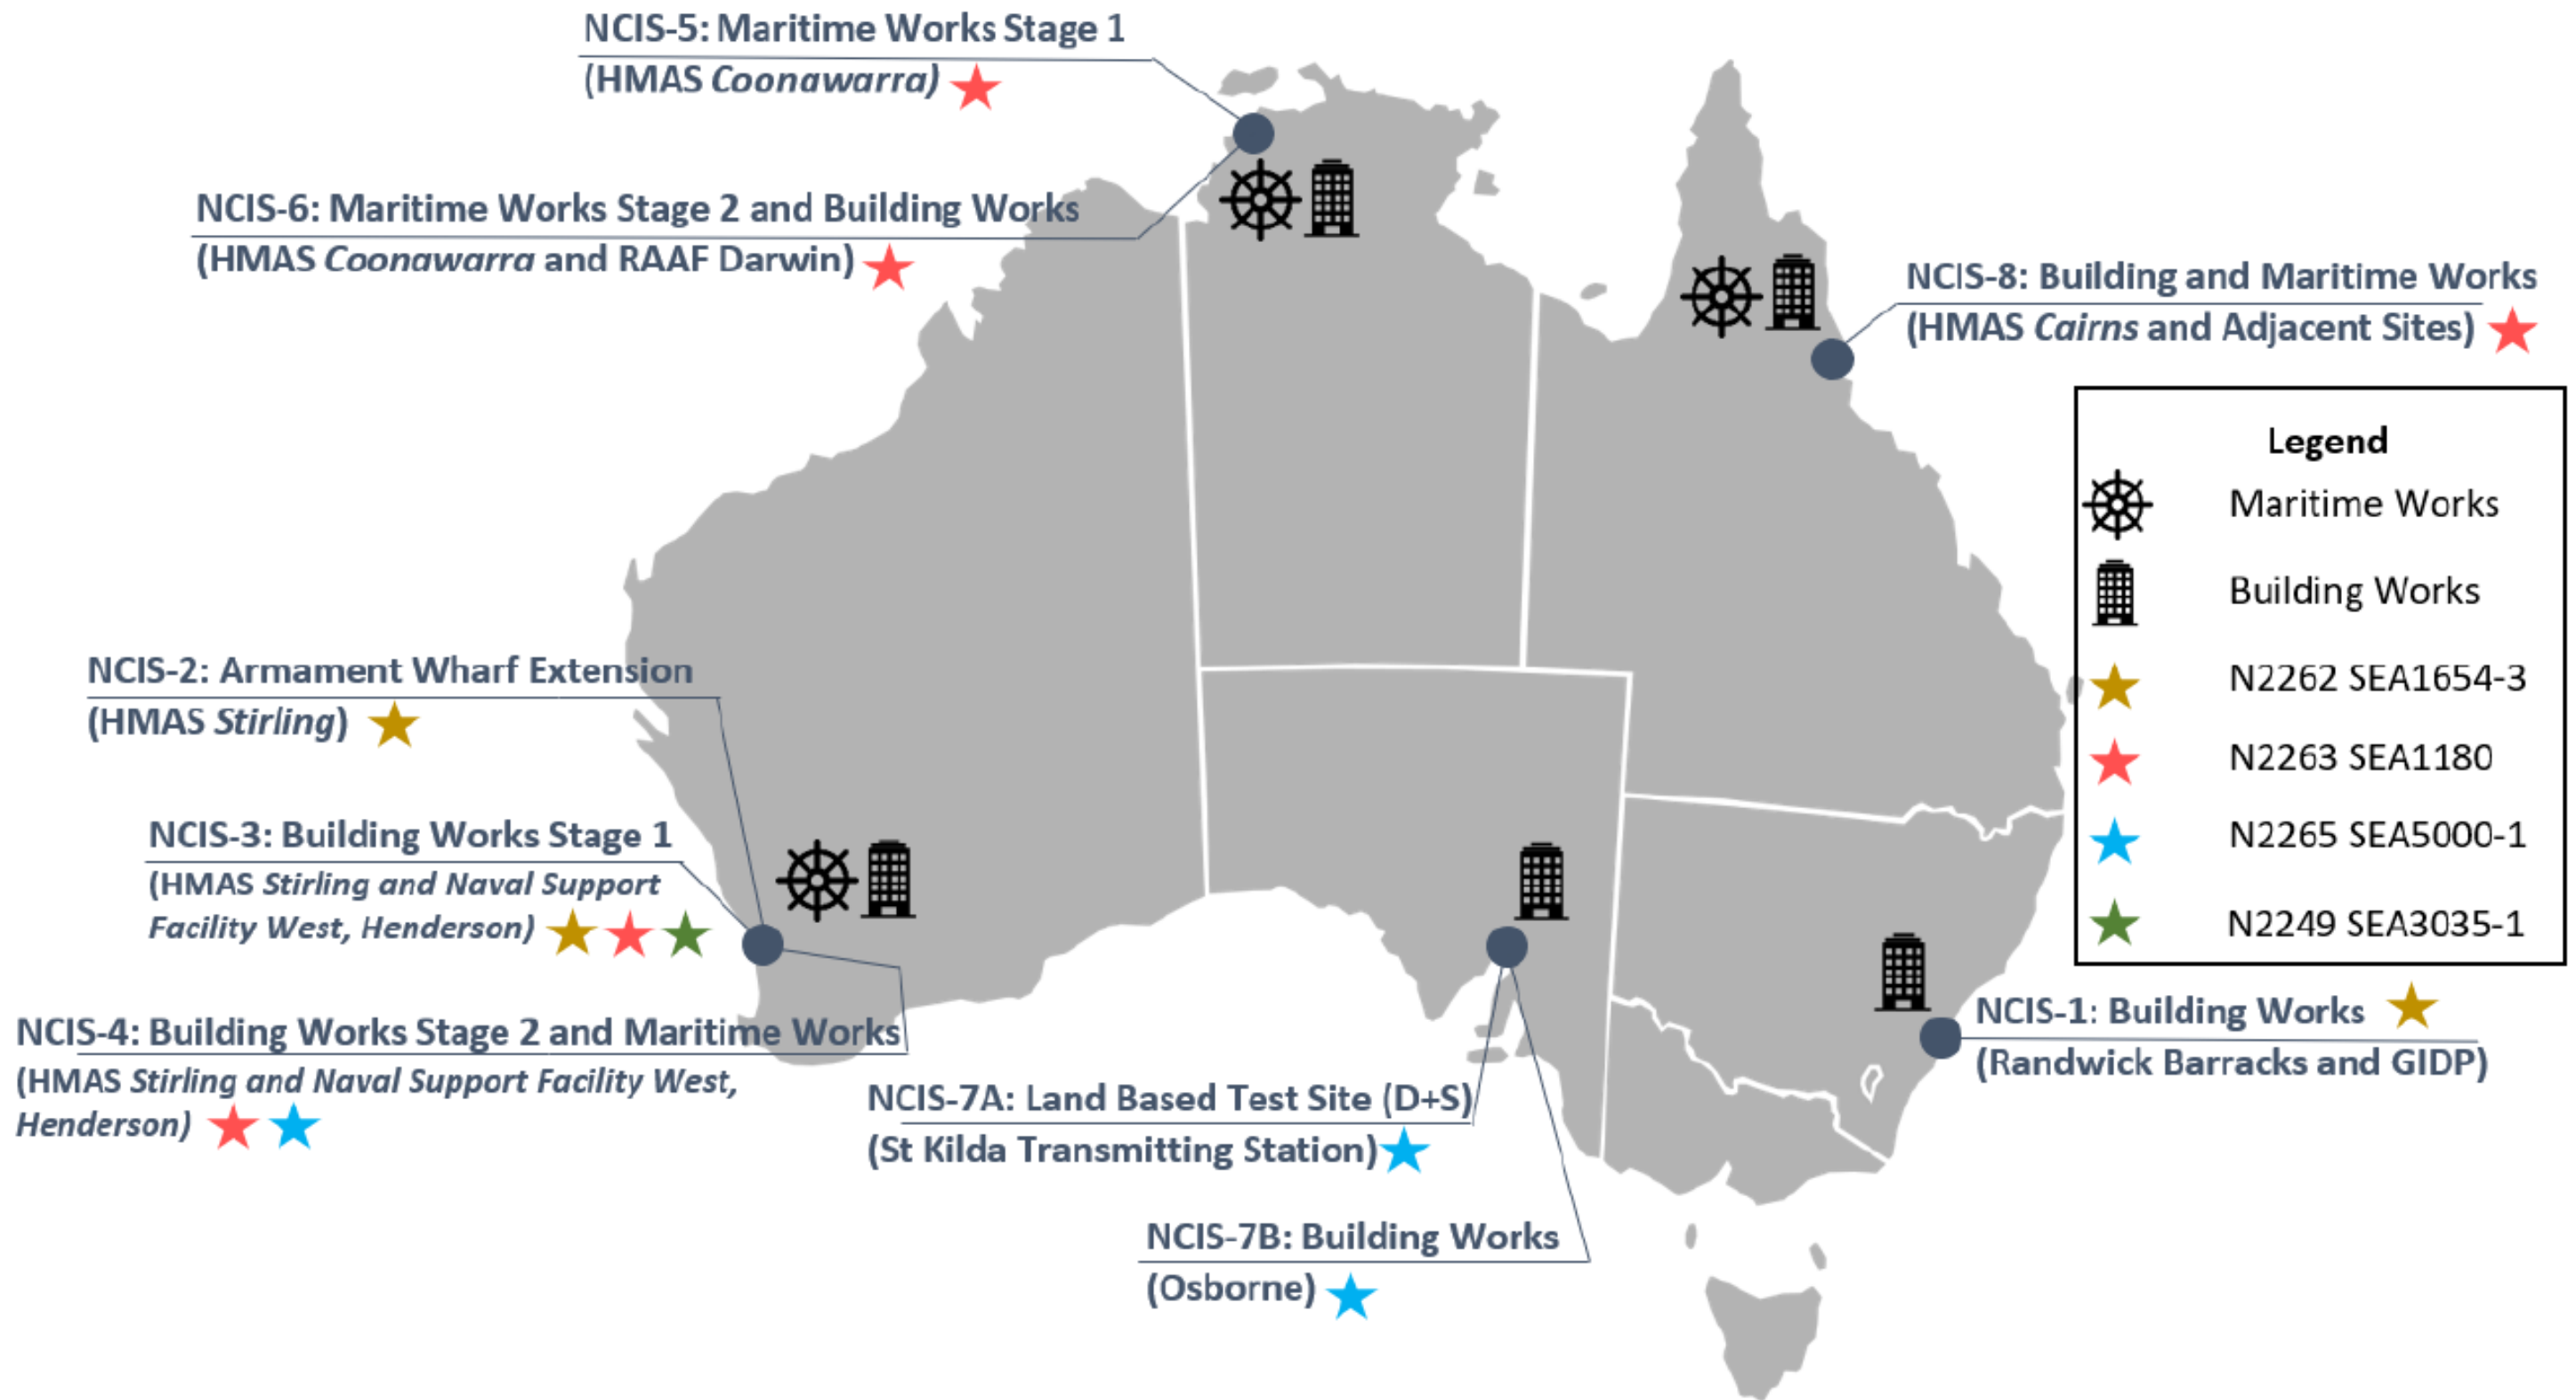 NCIS-5: Maritime Works Stage 1
(HMAS Coonawarra)
NCIS-6: Maritime Works Stage 2 and Building Works
(HMAS Coonawarra and RAAF Darwin)
NCIS-8: Building and Maritime Works
(HMAS Cairns and Adjacent Sites)
Legend
Maritime Works
Building Works
N2262 SEA1654-3
N2263 SEA1180
N2265 SEA5000-1
N2249 SEA3035-1
NCIS-2: Armament Wharf Extension
(HMAS Stirling)
NCIS-3: Building Works Stage 1
(HMAS Stirling and Naval Support
Facility West, Henderson)
NCIS-4: Building Works Stage 2 and Maritime Works
(HMAS Stirling and Naval Support Facility West,
Henderson)
NCIS-7A: Land Based Test Site (D+S)
(St Kilda Transmitting Station)
NCIS-7B: Building Works
(Osborne)
NCIS-1: Building Works
(Randwick Barracks and GIDP)